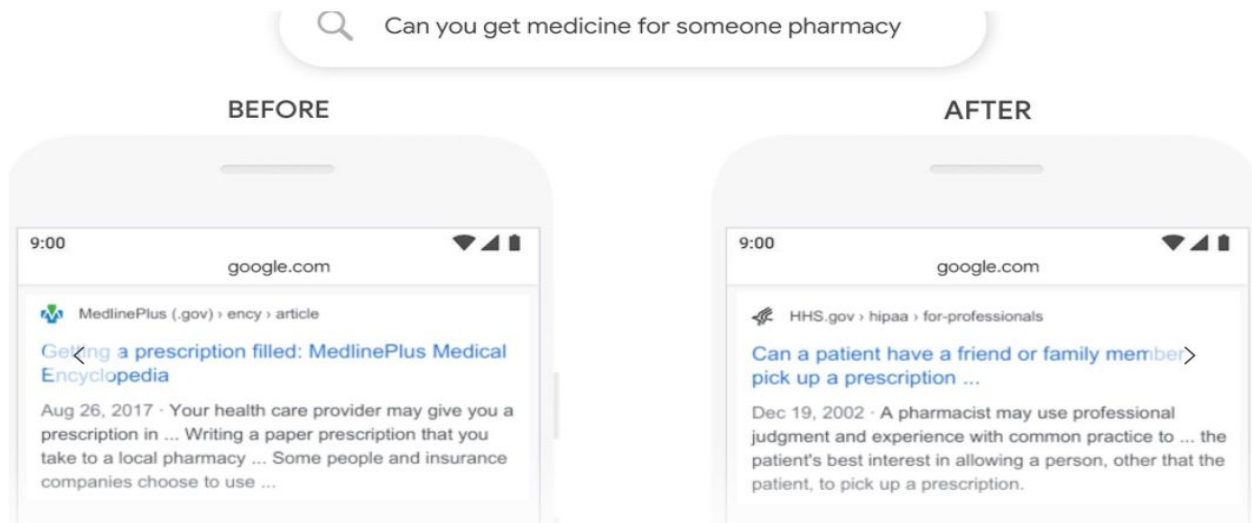 Can you get medicine for someone pharmacy
BEFORE
9:00
google.com
MedlinePlus (.gov) › ency › article
Getting a prescription filled: MedlinePlus Medical
Encyclopedia
Aug 26, 2017 · Your health care provider may give you a
prescription in ... Writing a paper prescription that you
take to a local pharmacy ... Some people and insurance
companies choose to use ...
AFTER
9:00
google.com
HHS.gov › hipaa › for-professionals
Can a patient have a friend or family member
pick up a prescription ...
Dec 19, 2002 · A pharmacist may use professional
judgment and experience with common practice to ... the
patient's best interest in allowing a person, other that the
patient, to pick up a prescription.